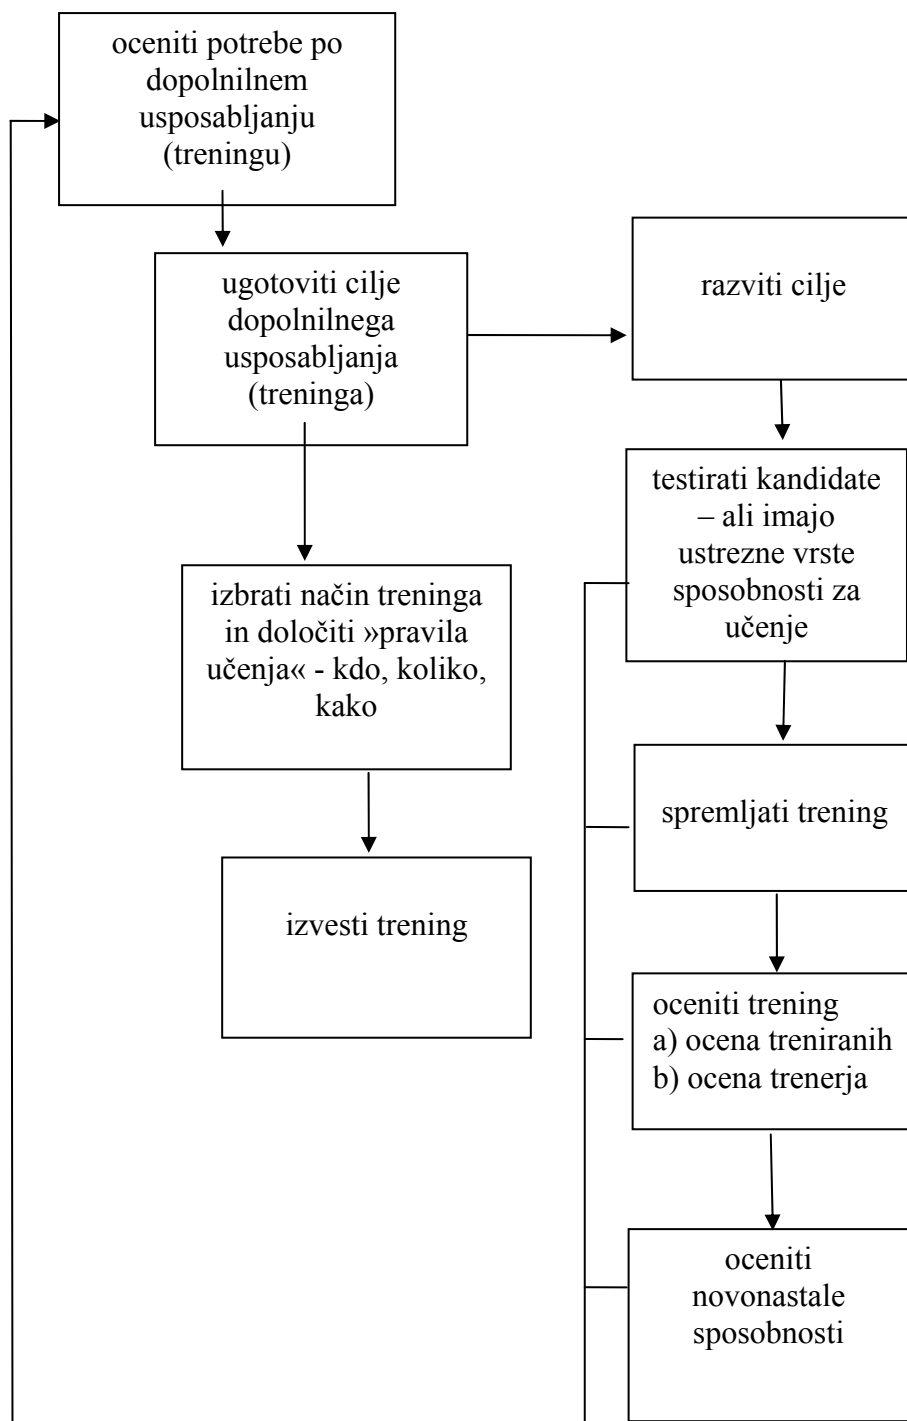 oceniti potrebe po
dopolnilnem
usposabljanju
(treningu)
ugotoviti cilje
dopolnilnega
usposabljanja
(treninga)
razviti cilje
testirati kandidate
– ali imajo
ustrezne vrste
sposobnosti za
učenje
izbrati način treninga
in določiti »pravila
učenja« - kdo, koliko,
kako
spremljati trening
izvesti trening
oceniti trening
a) ocena treniranih
b) ocena trenerja
oceniti
novonastale
sposobnosti